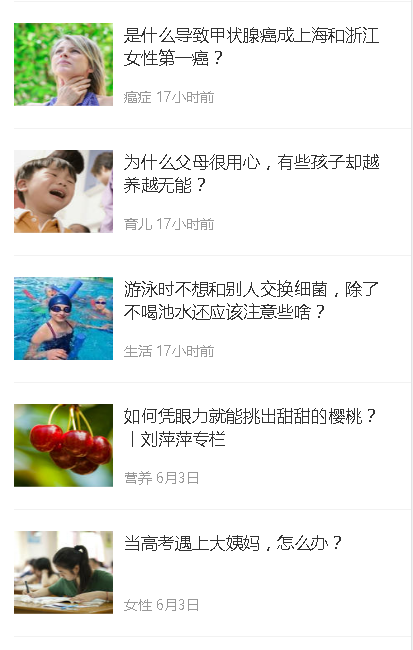 是什么导致甲状腺癌成上海和浙江
女性第一癌？
癌症 17小时前
为什么父母很用心，有些孩子却越
养越无能？
育儿 17小时前
游泳时不想和别人交换细菌，除了
不喝池水还应该注意些啥？
生活 17小时前
如何凭眼力就能挑出甜甜的樱桃？
丨刘萍萍专栏
营养 6月3日
当高考遇上大姨妈，怎么办？
女性 6月3日